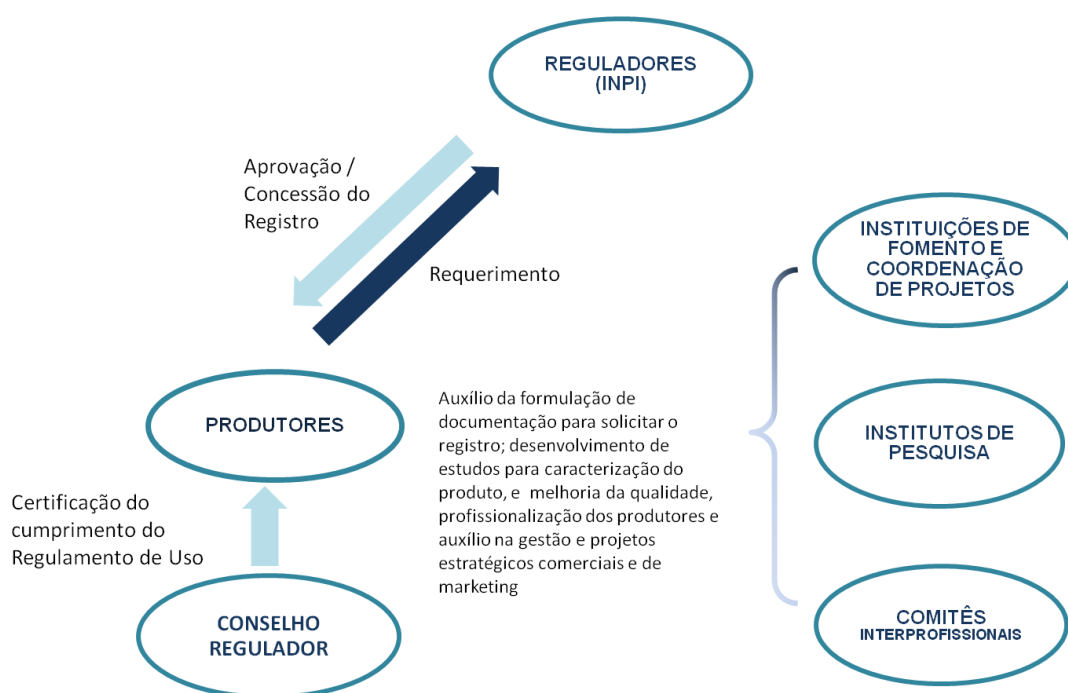 REGULADORES
(INPI)
Aprovação /
Concessão do
Registro
Requerimento
INSTITUIÇÕES DE
FOMENTO E
COORDENAÇÃO
DE PROJETOS
PRODUTORES
Auxílio da formulação de
documentação para solicitar o
registro; desenvolvimento de
estudos para caracterização do
produto, e melhoria da qualidade,
profissionalização dos produtores e
auxílio na gestão e projetos
estratégicos comerciais e de
marketing
INSTITUTOS DE
PESQUISA
Certificação do
cumprimento do
Regulamento de Uso
CONSELHO
REGULADOR
COMITÊS
INTERPROFISSIONAIS